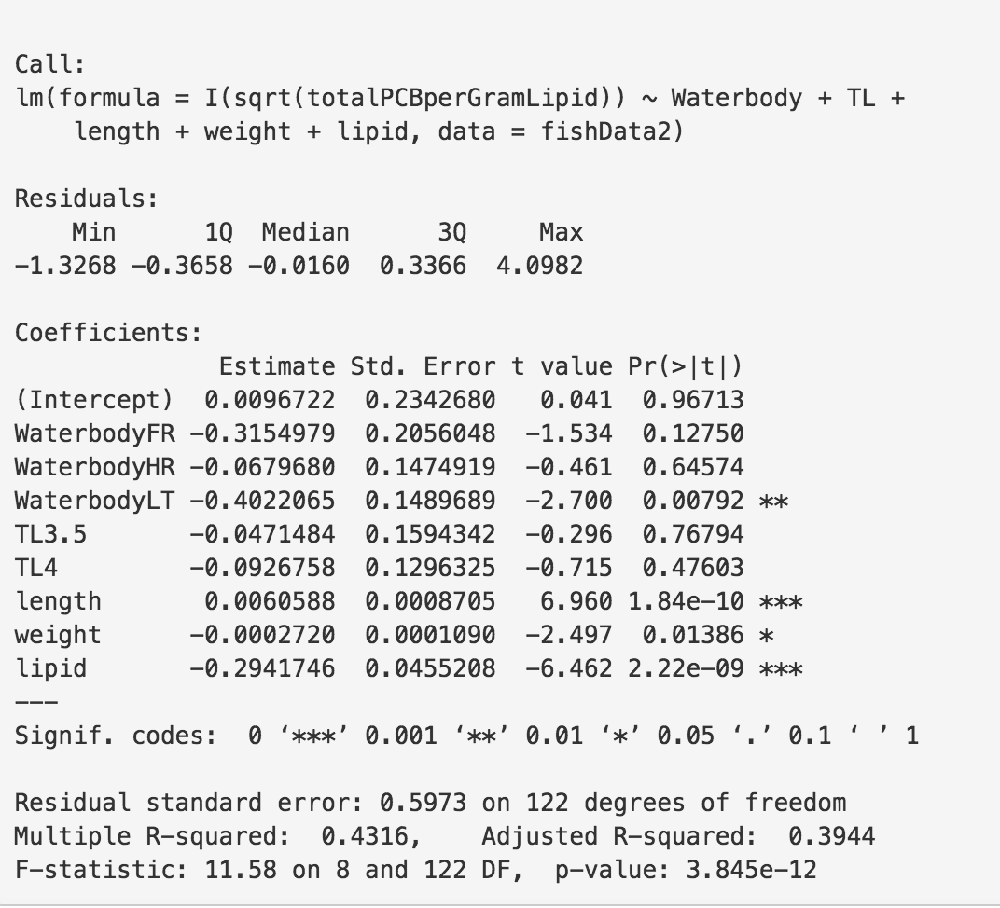 Call:
lm(formula = I(sqrt(totalPCBperGramLipid)) ~ Waterbody + TL +
    length + weight + lipid, data = fishData2)
Residuals:
    Min      1Q  Median      3Q     Max
−1.3268 −0.3658 −0.0160  0.3366  4.0982
Coefficients:
              Estimate Std. Error t value Pr(>|t|)
(Intercept)  0.0096722  0.2342680   0.041  0.96713
WaterbodyFR −0.3154979  0.2056048  −1.534  0.12750
WaterbodyHR −0.0679680  0.1474919  −0.461  0.64574
WaterbodyLT −0.4022065  0.1489689  −2.700  0.00792 **
TL3.5       −0.0471484  0.1594342  −0.296  0.76794
TL4         −0.0926758  0.1296325  −0.715  0.47603
length       0.0060588  0.0008705   6.960 1.84e−10 ***
weight      −0.0002720  0.0001090  −2.497  0.01386 *
lipid       −0.2941746  0.0455208  −6.462 2.22e−09 ***
−−−
Signif. codes:  0 ‘***’ 0.001 ‘**’ 0.01 ‘*’ 0.05 ‘.’ 0.1 ‘ ’ 1
Residual standard error: 0.5973 on 122 degrees of freedom
Multiple R−squared:  0.4316,    Adjusted R−squared:  0.3944
F−statistic: 11.58 on 8 and 122 DF,  p−value: 3.845e−12